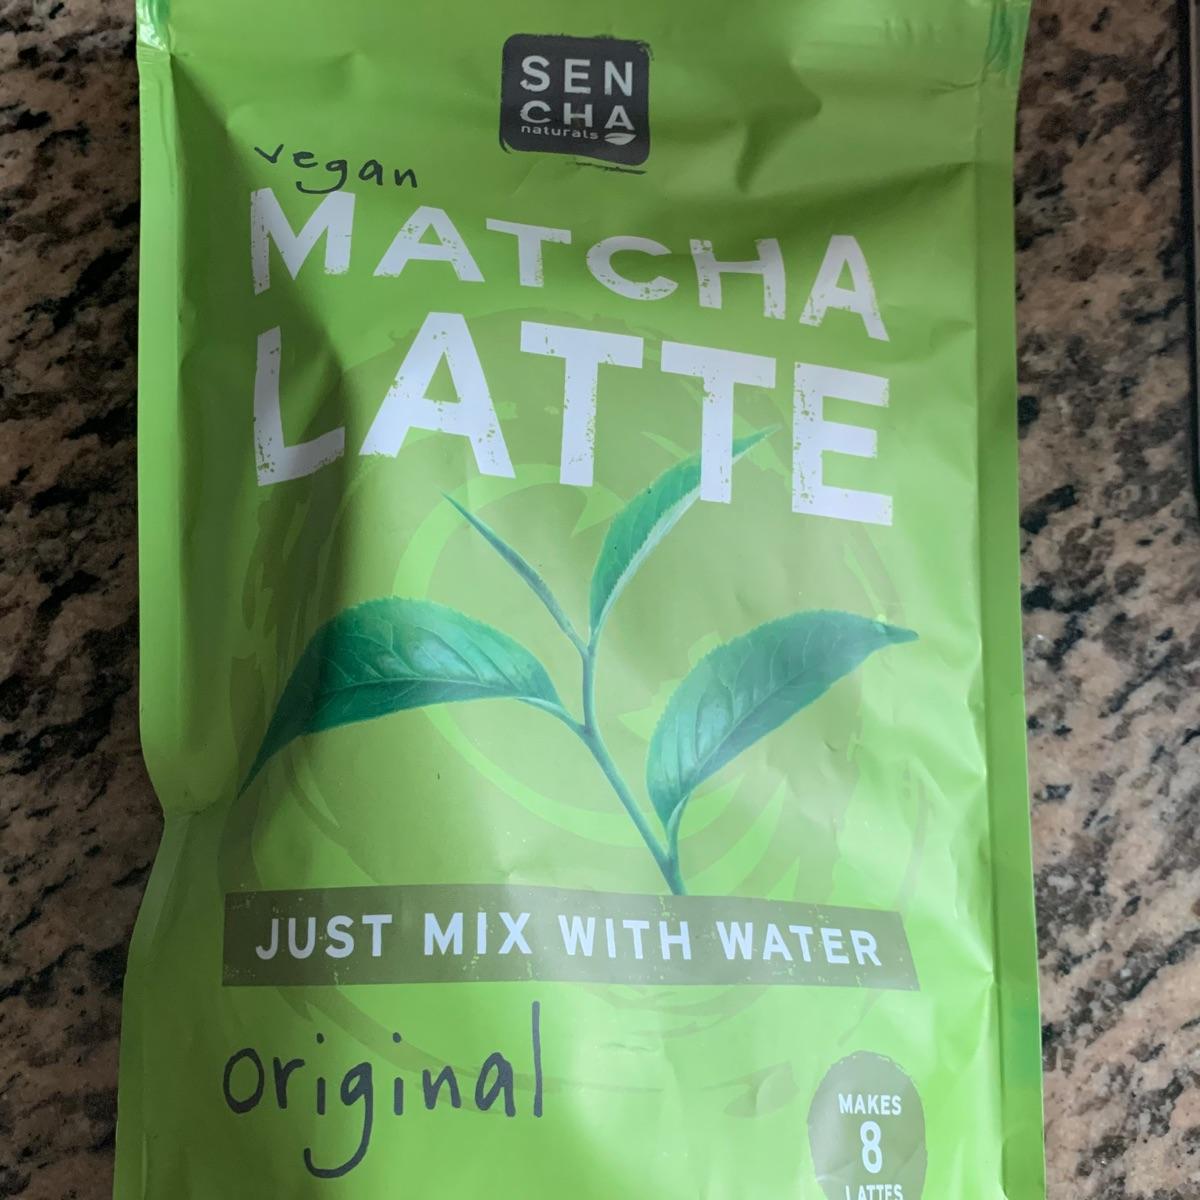 SEN
CHA
naturals
vegan
MATCHA
LATTE
JUST MIX WITH WATER
original
MAKES
8
LATTES